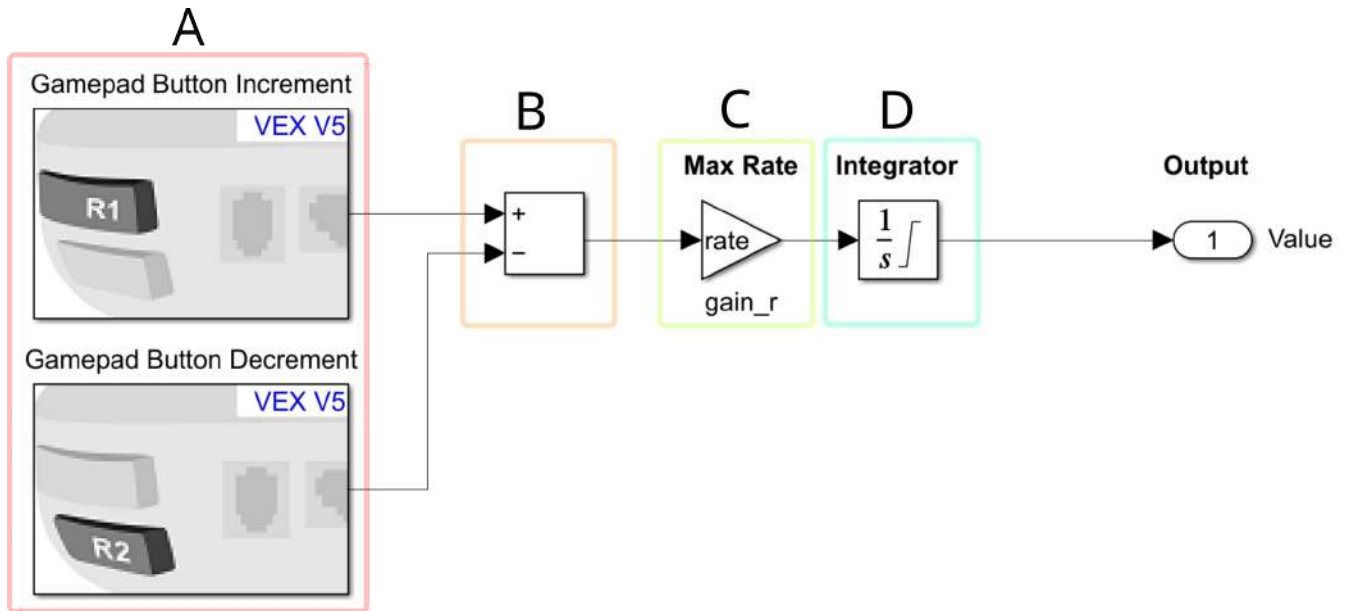 A
Gamepad Button Increment
VEX V5
R1
Gamepad Button Decrement
VEX V5
R2
B
+
−
C
Max Rate
rate
gain_r
D
Integrator
1
s
Output
1
Value